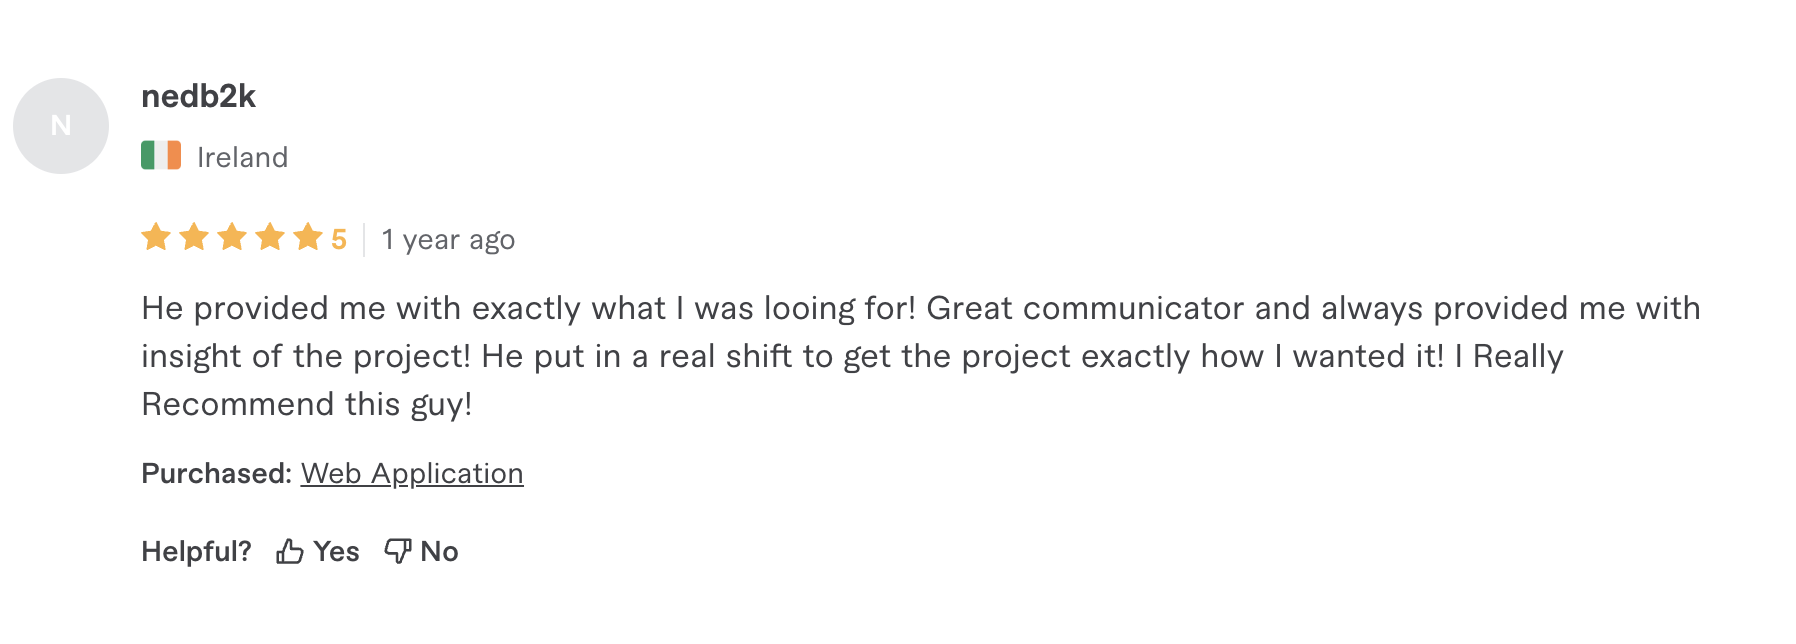 N
nedb2k
Ireland
5 1 year ago
He provided me with exactly what I was looing for! Great communicator and always provided me with
insight of the project! He put in a real shift to get the project exactly how I wanted it! I Really
Recommend this guy!
Purchased: Web Application
Helpful? Yes No